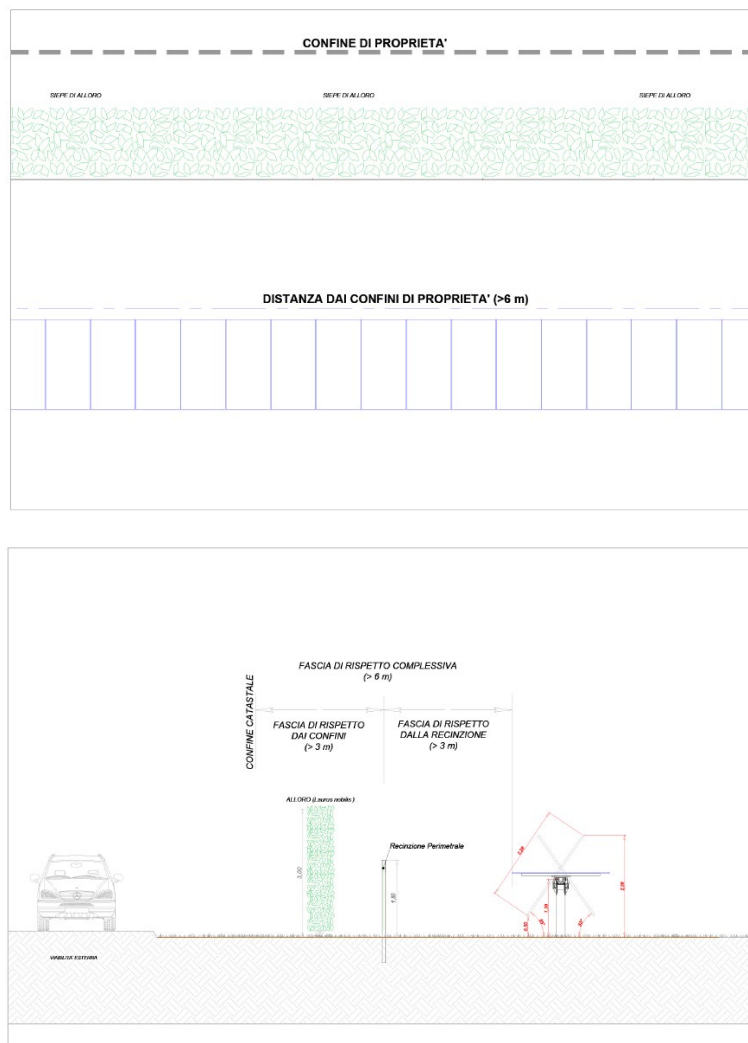 CONFINE DI PROPRIETA'
SIEPE DI ALLORO
SIEPE DI ALLORO
SIEPE DI ALLORO
DISTANZA DAI CONFINI DI PROPRIETA' (>6 m)
FASCIA DI RISPETTO COMPLESSIVA
(> 6 m)
CONFINE CATASTALE
FASCIA DI RISPETTO
DAI CONFINI
(> 3 m)
FASCIA DI RISPETTO
DALLA RECINZIONE
(> 3 m)
ALLORO (Laurus nobilis)
3,00
Recinzione Perimetrale
VIABILITA' ESTERNA